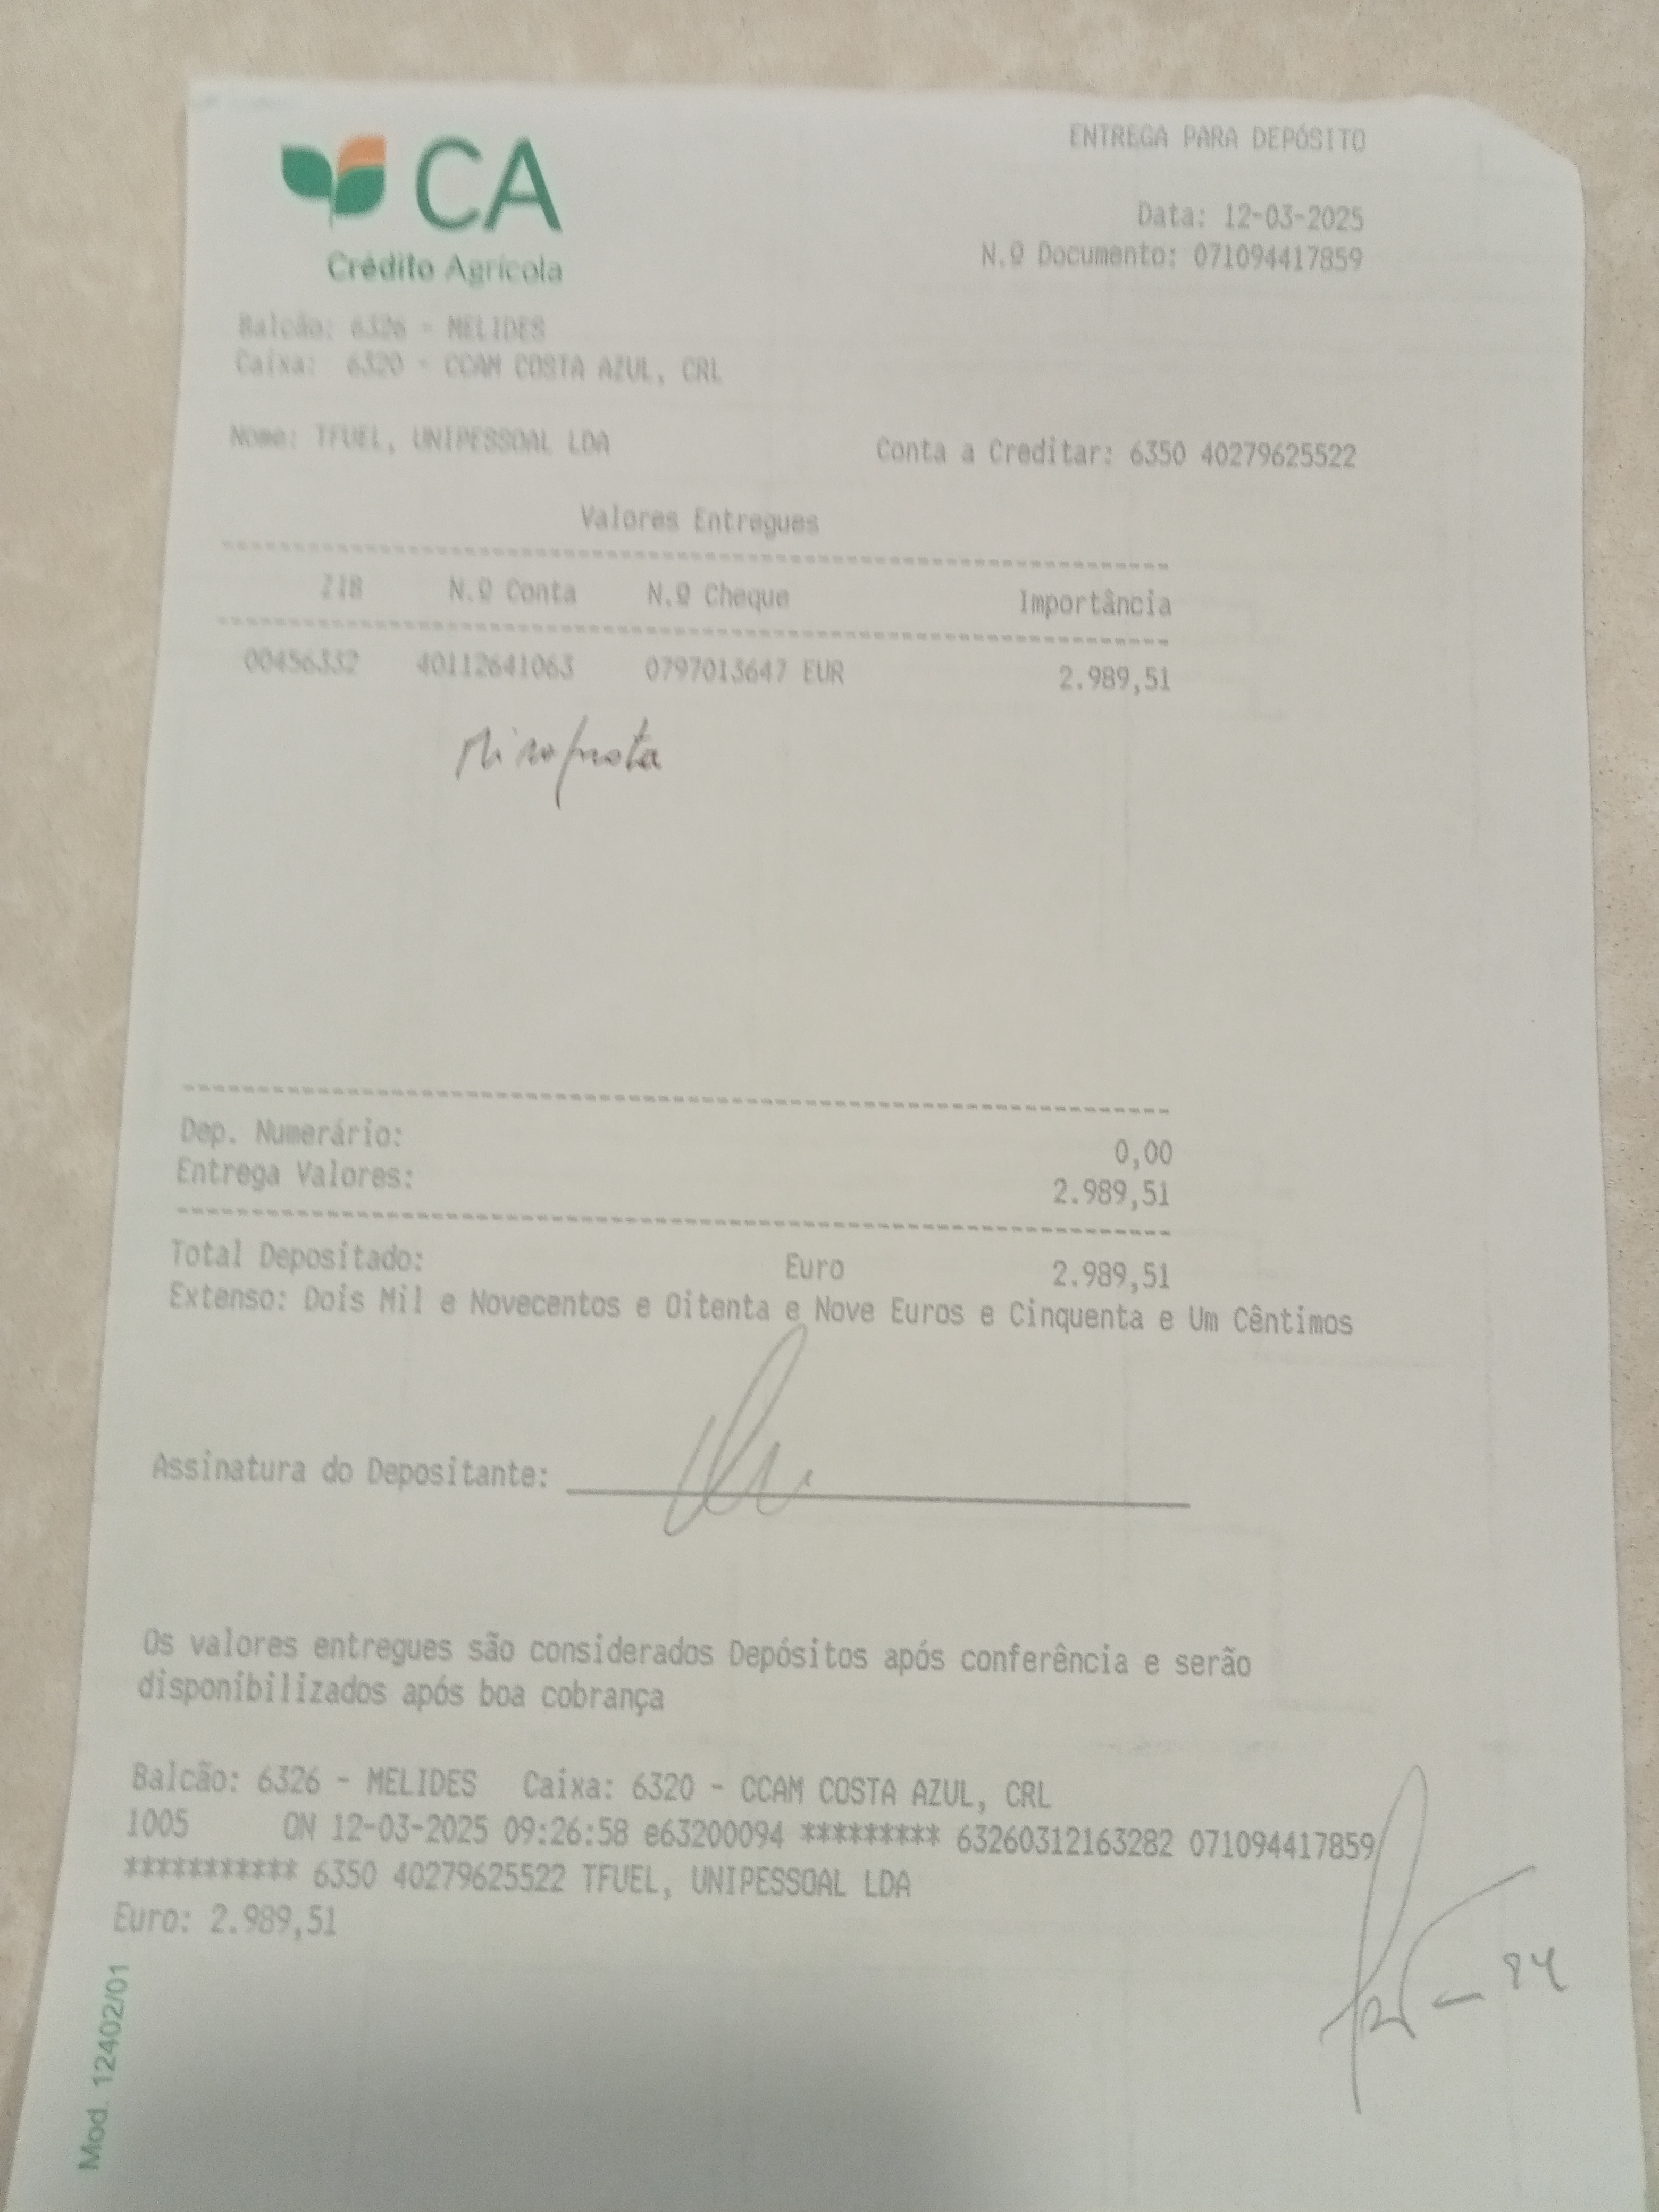 CA
Crédito Agrícola
ENTREGA PARA DEPÓSITO
Data: 12-03-2025
N.º Documento: 071094417859
Balcão: 6326 - MELIDES
Caixa: 6320 - CCAM COSTA AZUL, CRL
Nome: TFUEL, UNIPESSOAL LDA Conta a Creditar: 6350 40279625522
Valores Entregues
ZIB N.º Conta N.º Cheque Importância
00456332 40112641063 0797013647 EUR 2.989,51
Dep. Numerário: 0,00
Entrega Valores: 2.989,51
Total Depositado: Euro 2.989,51
Extenso: Dois Mil e Novecentos e Oitenta e Nove Euros e Cinquenta e Um Cêntimos
Assinatura do Depositante:
Os valores entregues são considerados Depósitos após conferência e serão
disponibilizados após boa cobrança
Balcão: 6326 - MELIDES Caixa: 6320 - CCAM COSTA AZUL, CRL
1005 ON 12-03-2025 09:26:58 e63200094 ********* 63260312163282 071094417859
*********** 6350 40279625522 TFUEL, UNIPESSOAL LDA
Euro: 2.989,51
Mod. 12402/01